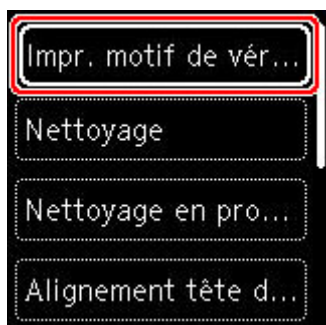 Impr. motif de vér...
Nettoyage
Nettoyage en pro...
Alignement tête d...